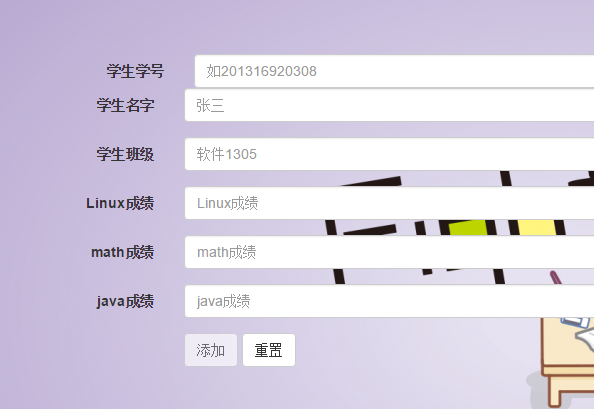 学生学号 如201316920308
学生名字 张三
学生班级 软件1305
Linux成绩 Linux成绩
math成绩 math成绩
java成绩 java成绩
添加 重置